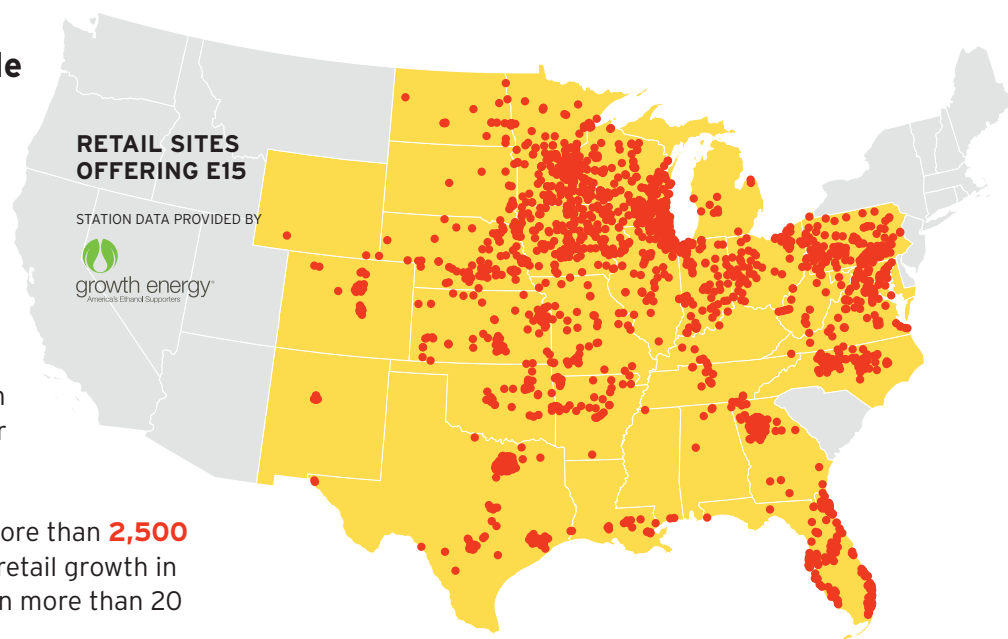 le
RETAIL SITES
OFFERING E15
STATION DATA PROVIDED BY
growth energy®
America's Ethanol Supporters
n
r
ore than 2,500
retail growth in
n more than 20